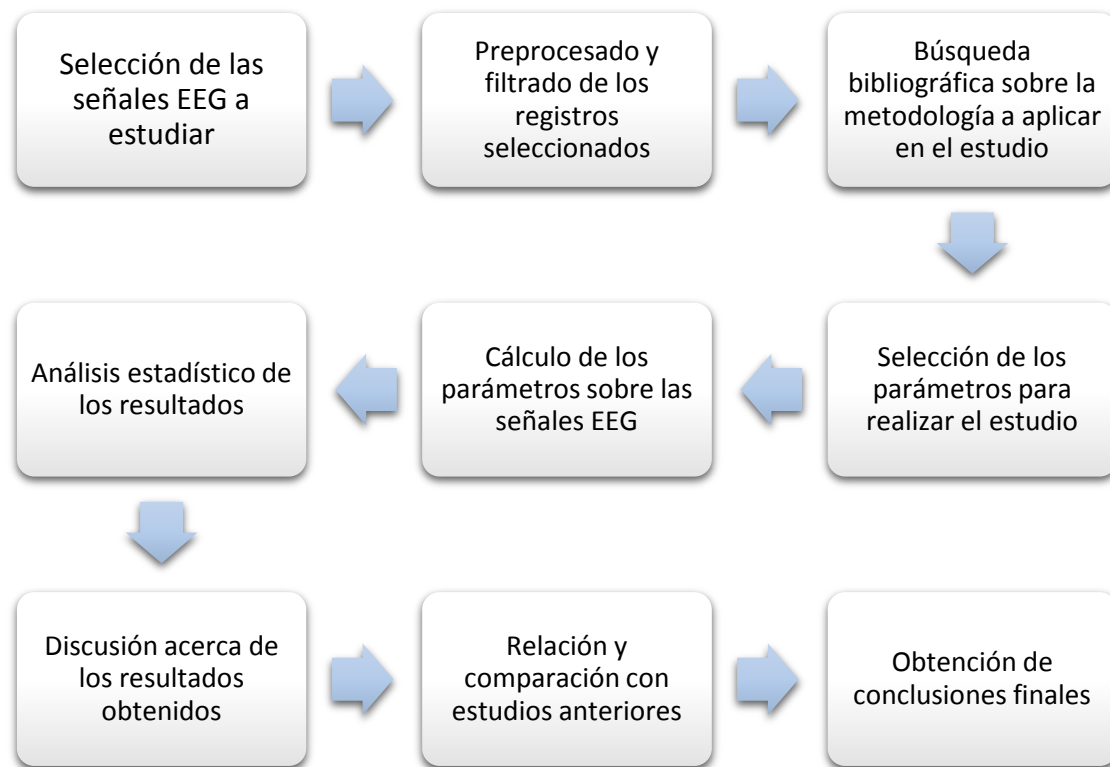 Selección de las
señales EEG a
estudiar
Preprocesado y
filtrado de los
registros
seleccionados
Búsqueda
bibliográfica sobre la
metodología a aplicar
en el estudio
Selección de los
parámetros para
realizar el estudio
Cálculo de los
parámetros sobre las
señales EEG
Análisis estadístico de
los resultados
Discusión acerca de
los resultados
obtenidos
Relación y
comparación con
estudios anteriores
Obtención de
conclusiones finales